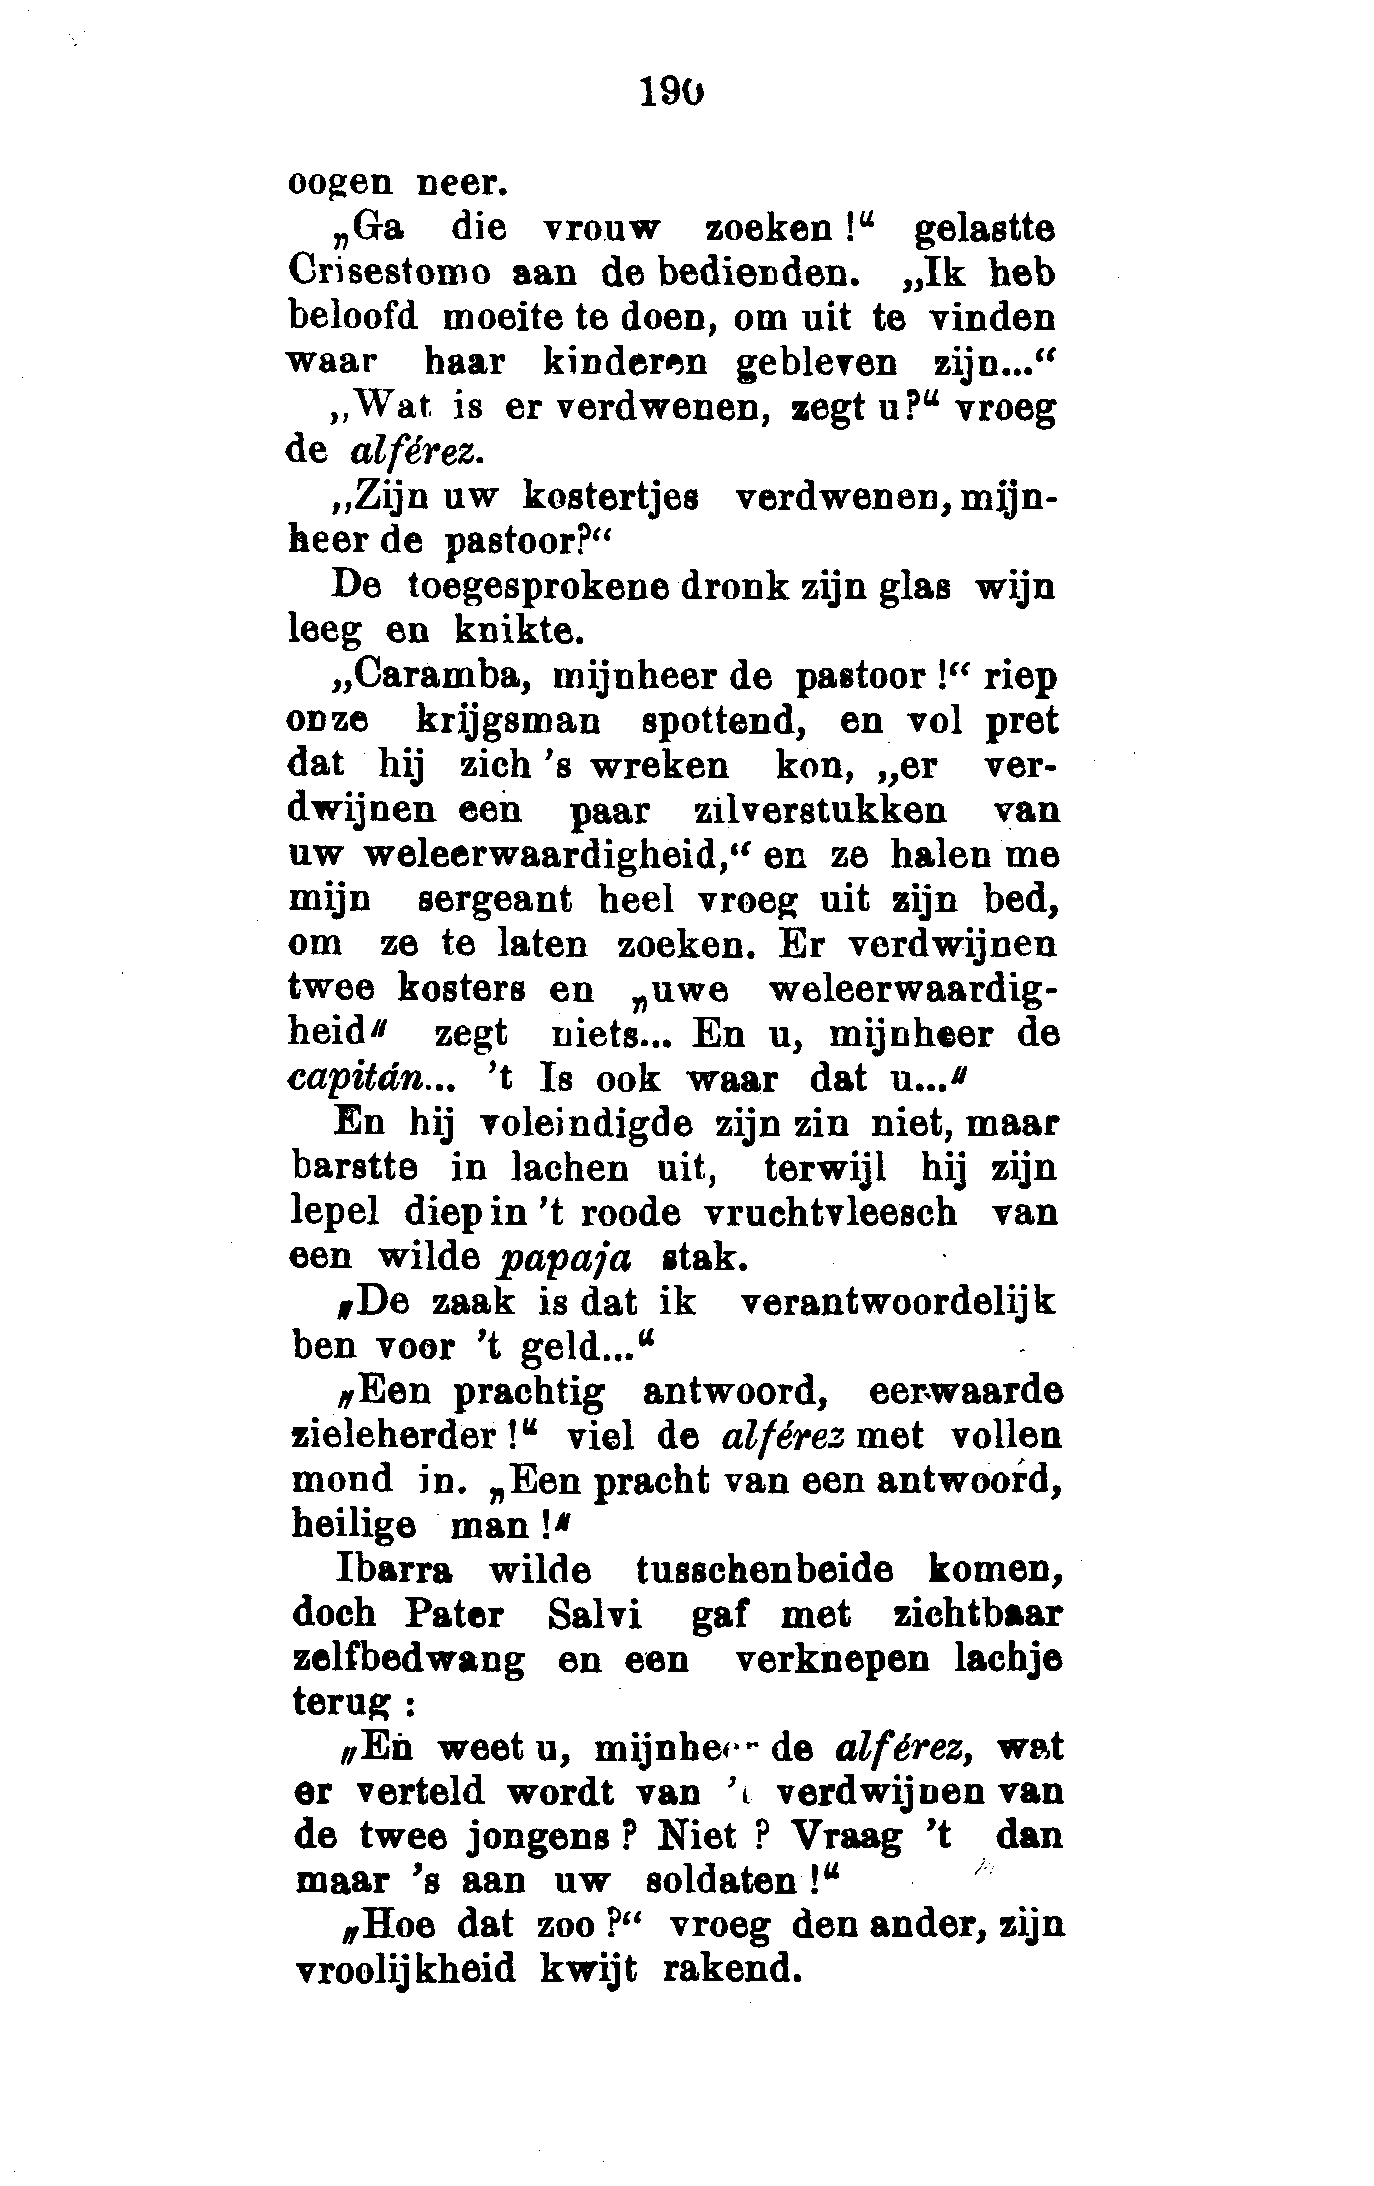 190
oogen neer.
„Ga die vrouw zoeken!“ gelastte
Crisestomo aan de bedienden. „Ik heb
beloofd moeite te doen, om uit te vinden
waar haar kinderen gebleven zijn...“
„Wat is er verdwenen, zegt u?“ vroeg
de alférez.
„Zijn uw kostertjes verdwenen, mijn-
heer de pastoor?“
De toegesprokene dronk zijn glas wijn
leeg en knikte.
„Caramba, mijnheer de pastoor!“ riep
onze krijgsman spottend, en vol pret
dat hij zich 's wreken kon, „er ver-
dwijnen een paar zilverstukken van
uw weleerwaardigheid,“ en ze halen me
mijn sergeant heel vroeg uit zijn bed,
om ze te laten zoeken. Er verdwijnen
twee kosters en „uwe weleerwaardig-
heid" zegt niets... En u, mijnheer de
capitán... 't Is ook waar dat u..."
En hij voleindigde zijn zin niet, maar
barstte in lachen uit, terwijl hij zijn
lepel diep in 't roode vruchtvleesch van
een wilde papaja stak.
„De zaak is dat ik verantwoordelijk
ben voor 't geld...“
„Een prachtig antwoord, eerwaarde
zieleherder!“ viel de alférez met vollen
mond in. „Een pracht van een antwoord,
heilige man!"
Ibarra wilde tusschenbeide komen,
doch Pater Salvi gaf met zichtbaar
zelfbedwang en een verknepen lachje
terug:
„En weet u, mijnheer de alférez, wat
er verteld wordt van 't verdwijnen van
de twee jongens? Niet? Vraag 't dan
maar 's aan uw soldaten!“
„Hoe dat zoo?“ vroeg den ander, zijn
vroolijkheid kwijt rakend.